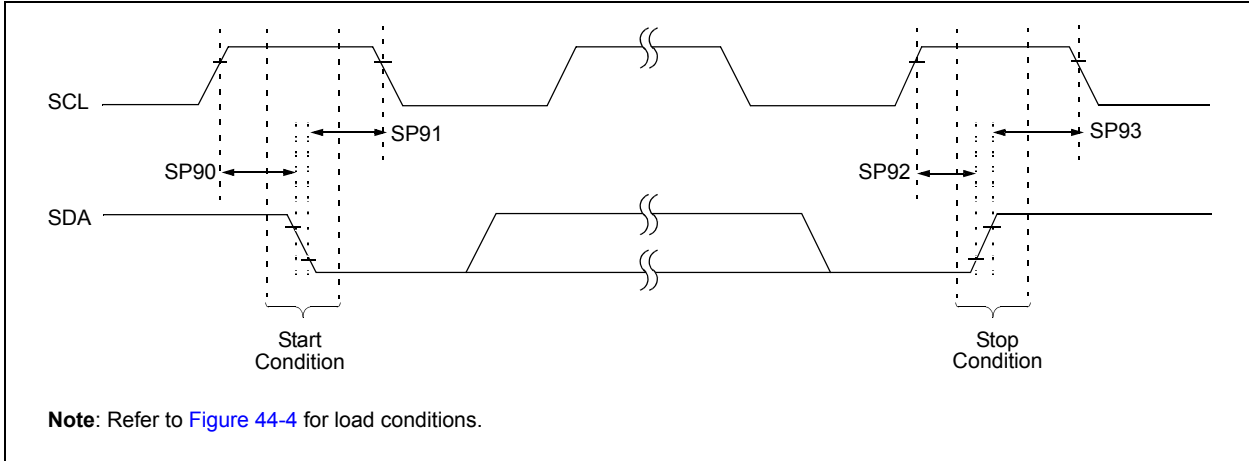 SCL
SP91
SP93
SP90
SP92
SDA
Start
Condition
Stop
Condition
Note: Refer to Figure 44-4 for load conditions.